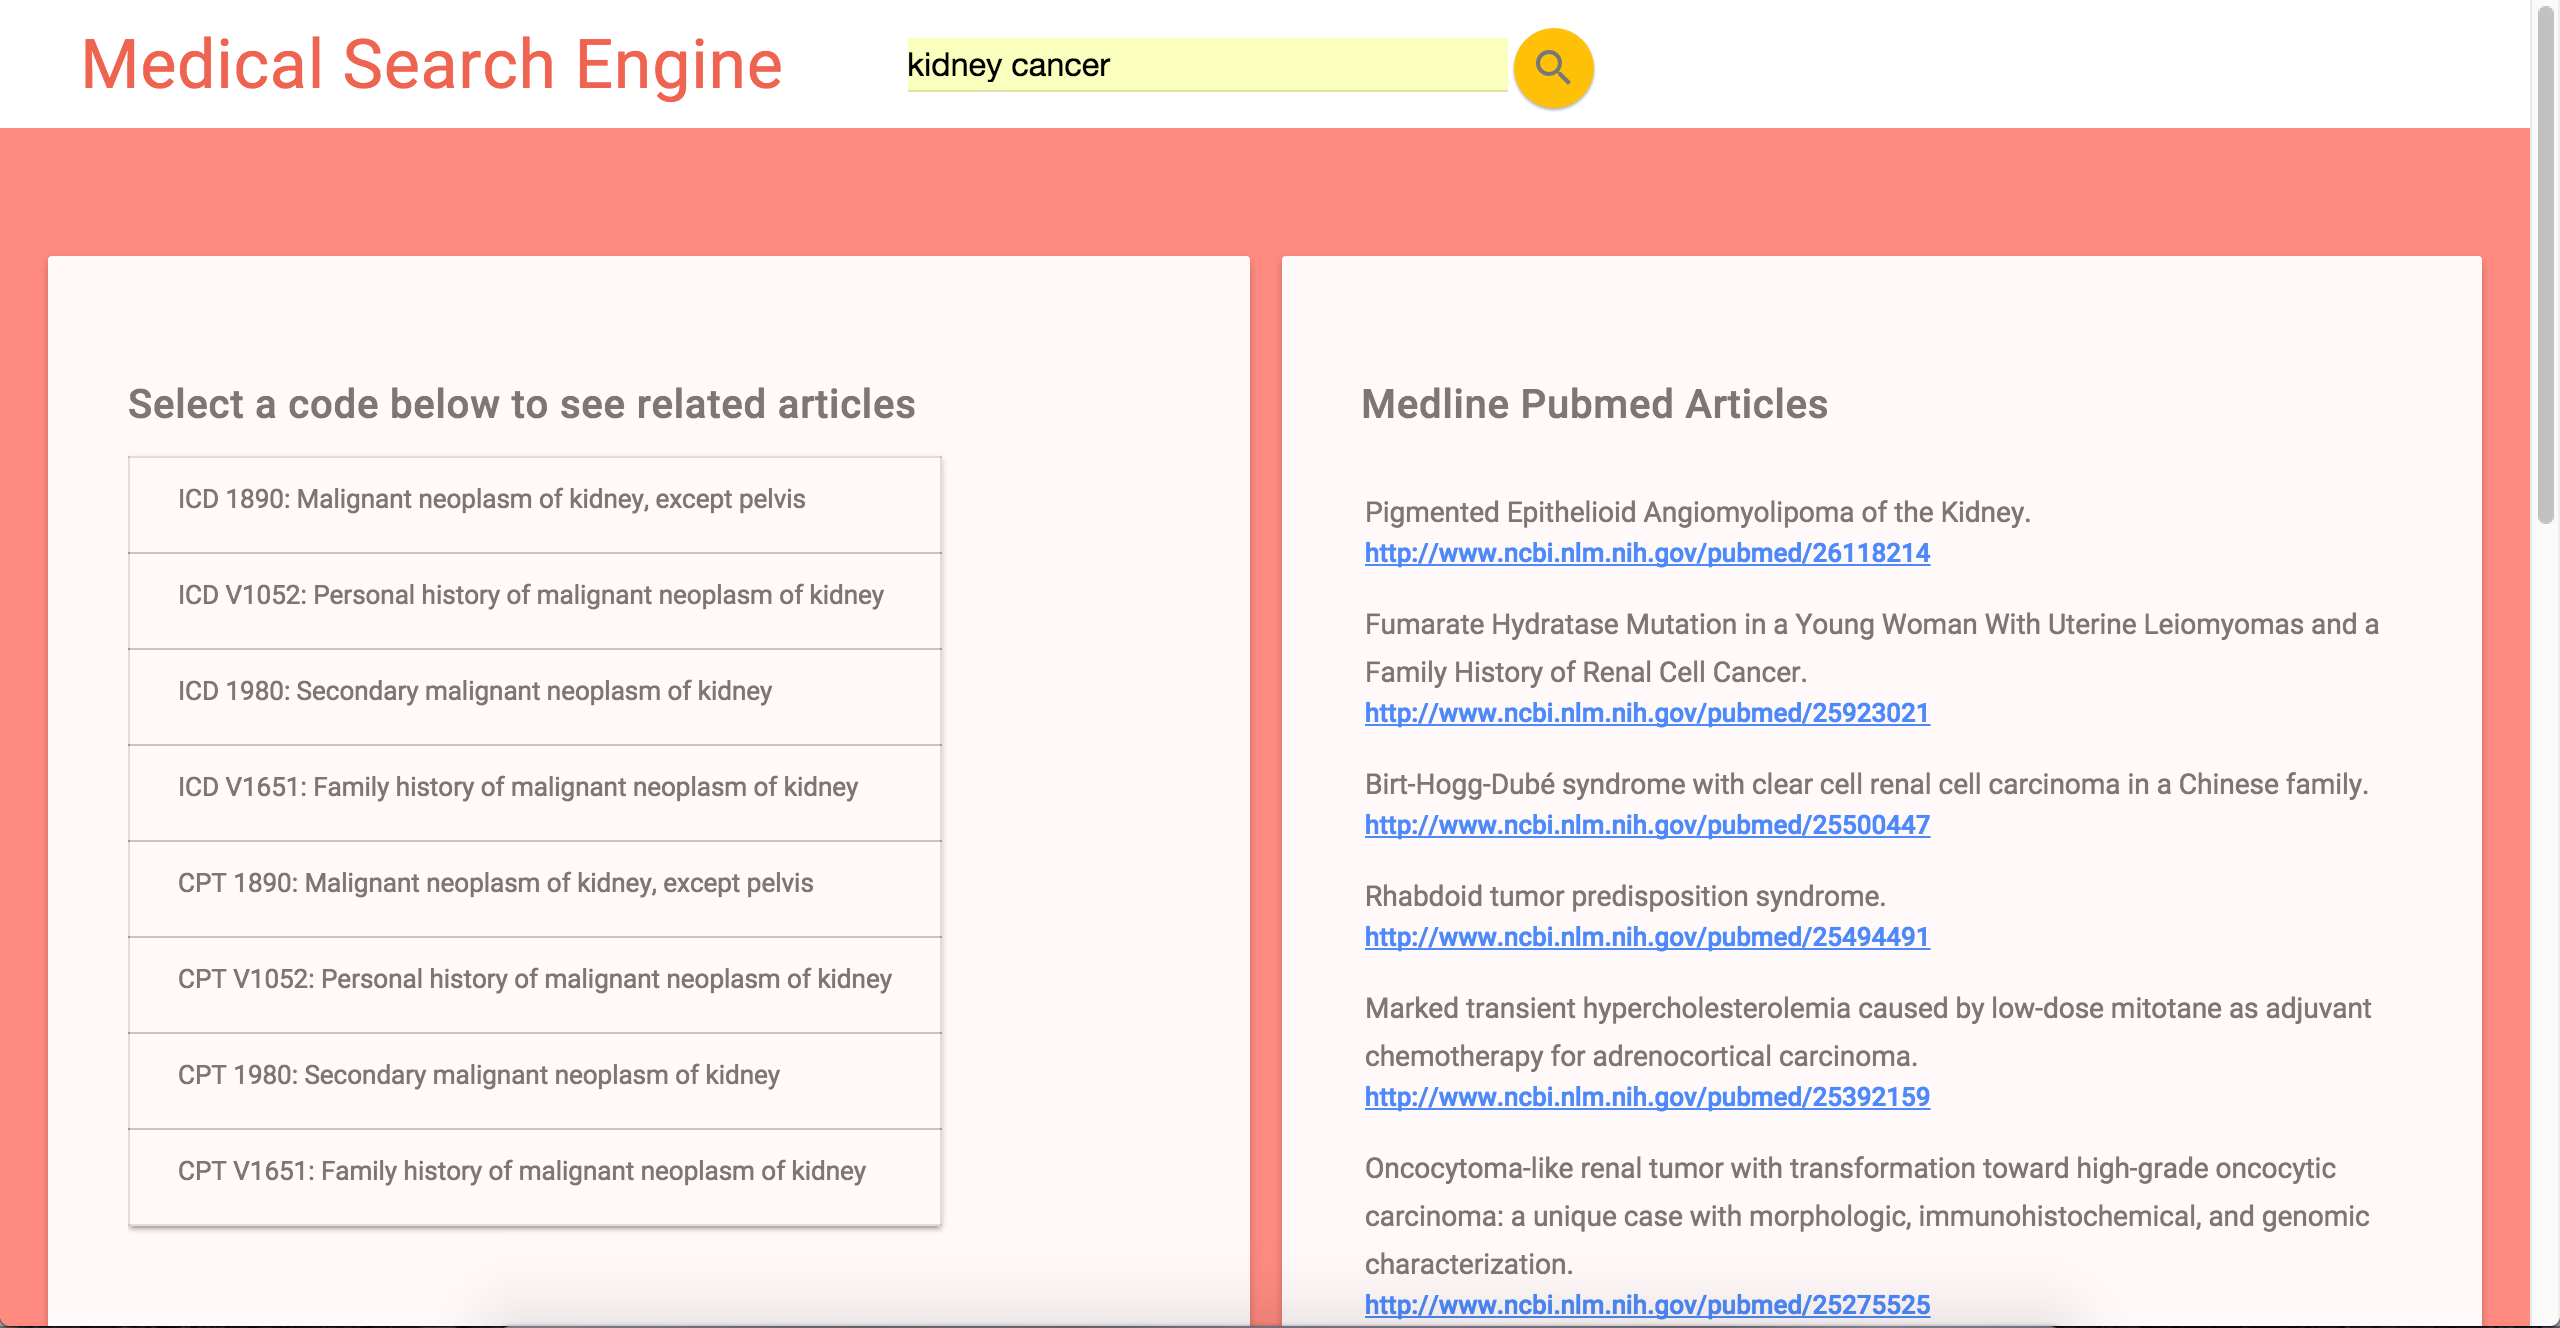 Medical Search Engine
kidney cancer
Select a code below to see related articles
ICD 1890: Malignant neoplasm of kidney, except pelvis
ICD V1052: Personal history of malignant neoplasm of kidney
ICD 1980: Secondary malignant neoplasm of kidney
ICD V1651: Family history of malignant neoplasm of kidney
CPT 1890: Malignant neoplasm of kidney, except pelvis
CPT V1052: Personal history of malignant neoplasm of kidney
CPT 1980: Secondary malignant neoplasm of kidney
CPT V1651: Family history of malignant neoplasm of kidney
Medline Pubmed Articles
Pigmented Epithelioid Angiomyolipoma of the Kidney.
http://www.ncbi.nlm.nih.gov/pubmed/26118214
Fumarate Hydratase Mutation in a Young Woman With Uterine Leiomyomas and a
Family History of Renal Cell Cancer.
http://www.ncbi.nlm.nih.gov/pubmed/25923021
Birt-Hogg-Dubé syndrome with clear cell renal cell carcinoma in a Chinese family.
http://www.ncbi.nlm.nih.gov/pubmed/25500447
Rhabdoid tumor predisposition syndrome.
http://www.ncbi.nlm.nih.gov/pubmed/25494491
Marked transient hypercholesterolemia caused by low-dose mitotane as adjuvant
chemotherapy for adrenocortical carcinoma.
http://www.ncbi.nlm.nih.gov/pubmed/25392159
Oncocytoma-like renal tumor with transformation toward high-grade oncocytic
carcinoma: a unique case with morphologic, immunohistochemical, and genomic
characterization.
http://www.ncbi.nlm.nih.gov/pubmed/25275525